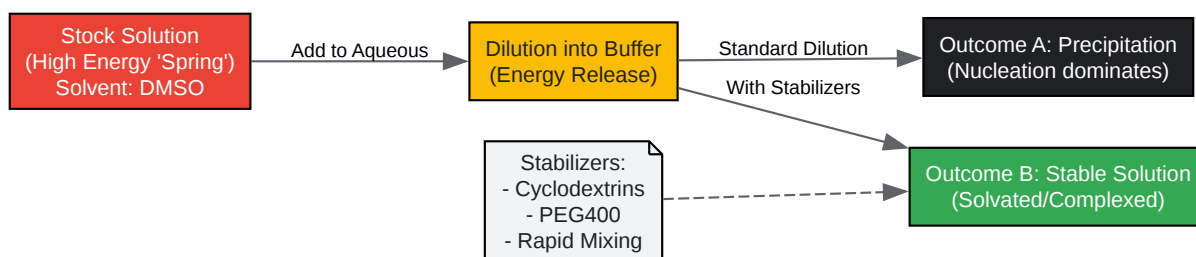 Stock Solution
(High Energy 'Spring')
Solvent: DMSO
Add to Aqueous
Dilution into Buffer
(Energy Release)
Standard Dilution
With Stabilizers
Outcome A: Precipitation
(Nucleation dominates)
Stabilizers:
- Cyclodextrins
- PEG400
- Rapid Mixing
Outcome B: Stable Solution
(Solvated/Complexed)